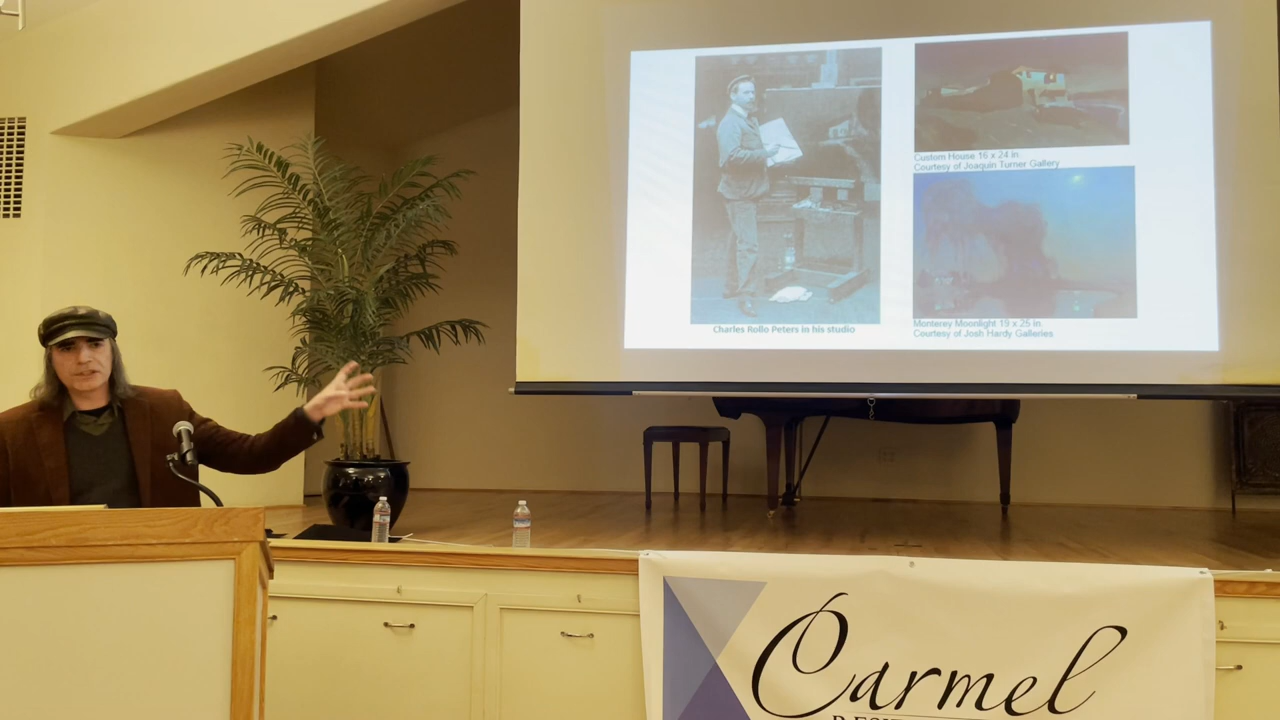 Charles Rollo Peters in his studio
Custom House 16 x 24 in
Courtesy of Joaquin Turner Gallery
Monterey Moonlight 19 x 25 in
Courtesy of Josh Hardy Galleries
Carmel